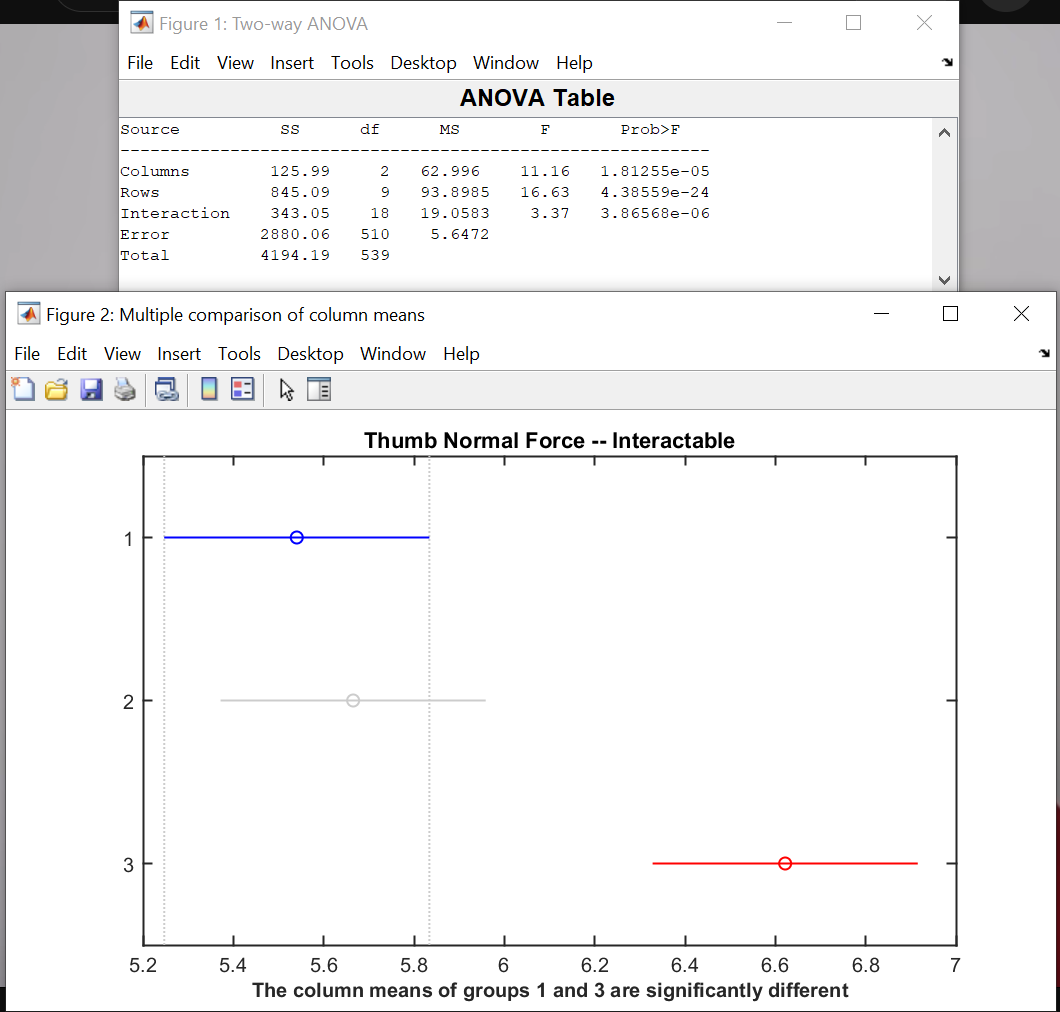 Figure 1: Two-way ANOVA
File Edit View Insert Tools Desktop Window Help
ANOVA Table
Source SS df MS F Prob>F
Columns 125.99 2 62.996 11.16 1.81255e-05
Rows 845.09 9 93.8985 16.63 4.38559e-24
Interaction 343.05 18 19.0583 3.37 3.86568e-06
Error 2880.06 510 5.6472
Total 4194.19 539
Figure 2: Multiple comparison of column means
File Edit View Insert Tools Desktop Window Help
Thumb Normal Force -- Interactable
1
2
3
5.2 5.4 5.6 5.8 6 6.2 6.4 6.6 6.8 7
The column means of groups 1 and 3 are significantly different